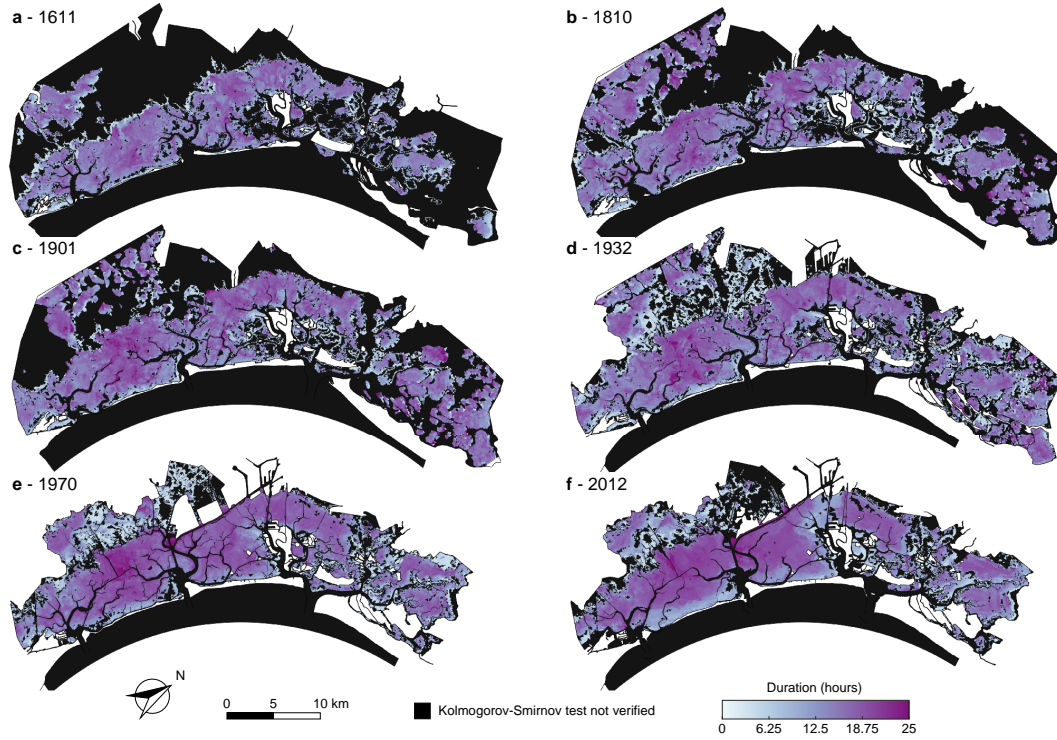 a - 1611
b - 1810
c - 1901
d - 1932
e - 1970
f - 2012
N
0 5 10 km
Kolmogorov-Smirnov test not verified
Duration (hours)
0 6.25 12.5 18.75 25